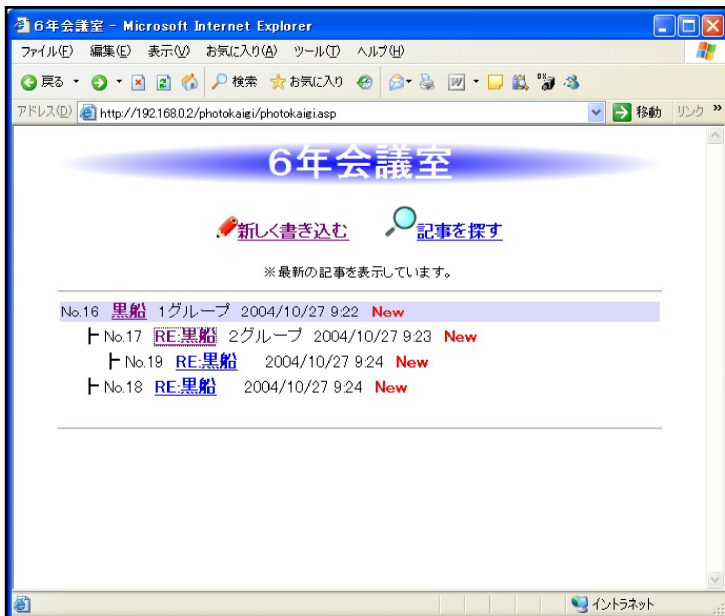 6年会議室 - Microsoft Internet Explorer
ファイル(F) 編集(E) 表示(V) お気に入り(A) ツール(T) ヘルプ(H)
戻る 検索 お気に入り
アドレス(D) http://192.168.0.2/photokaigi/photokaigi.asp 移動 リンク »
6年会議室
新しく書き込む 記事を探す
※最新の記事を表示しています。
No.16 黒船 1グループ 2004/10/27 9:22 New
┣ No.17 RE:黒船 2グループ 2004/10/27 9:23 New
┣ No.19 RE:黒船 2004/10/27 9:24 New
┣ No.18 RE:黒船 2004/10/27 9:24 New
イントラネット